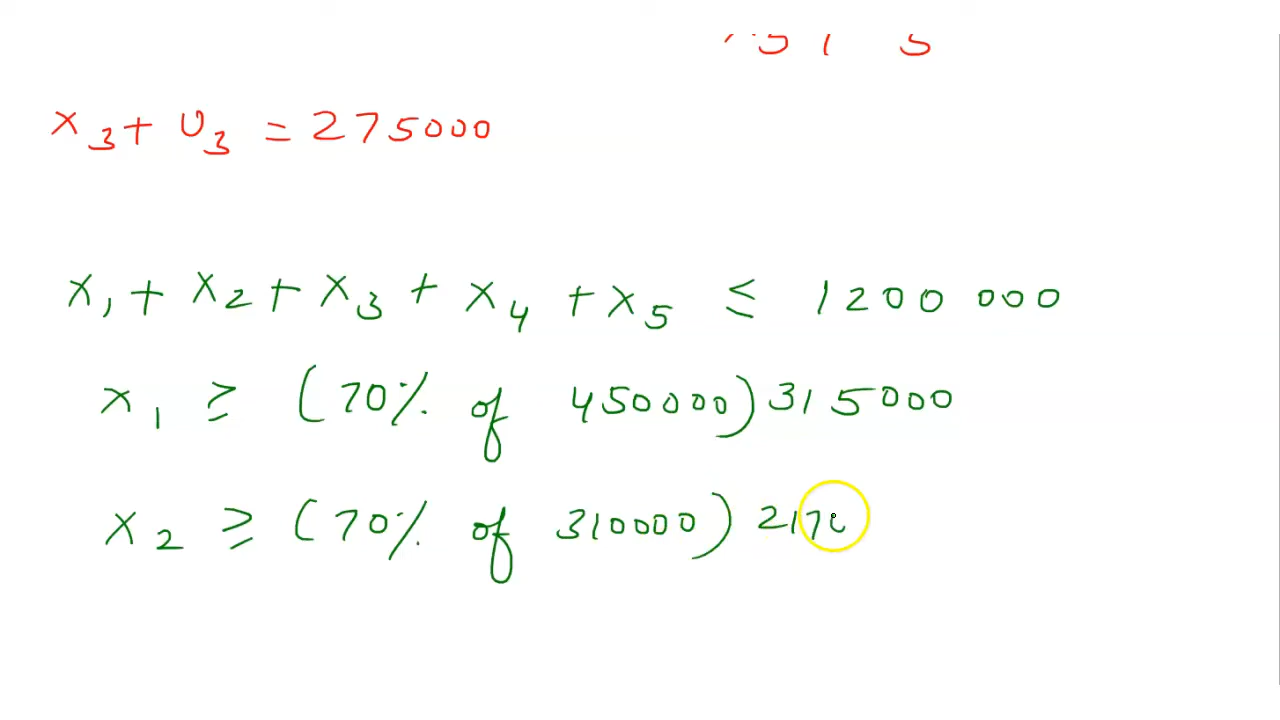 x₃ + U₃ = 275000
x₁ + x₂ + x₃ + x₄ + x₅ ≤ 1200 000
x₁ ≥ (70% of 450000) 315000
x₂ ≥ (70% of 310000) 2170